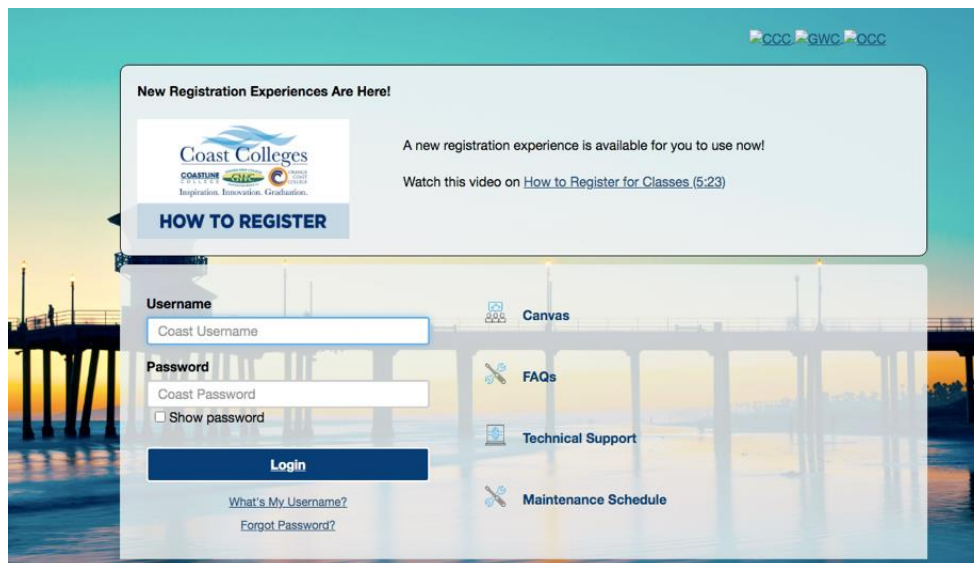 CCC GWC OCC
New Registration Experiences Are Here!
Coast Colleges
COASTLINE COLLEGE GWC ORANGE COAST COLLEGE
Inspiration. Innovation. Graduation.
HOW TO REGISTER
A new registration experience is available for you to use now!
Watch this video on How to Register for Classes (5:23)
Username
Coast Username
Password
Coast Password
Show password
Login
What's My Username?
Forgot Password?
Canvas
FAQs
Technical Support
Maintenance Schedule